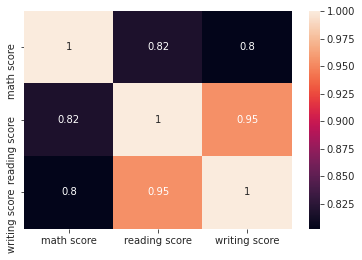 math score
reading score
writing score
1
0.82
0.8
0.82
1
0.95
0.8
0.95
1
math score
reading score
writing score
1.000
0.975
0.950
0.925
0.900
0.875
0.850
0.825